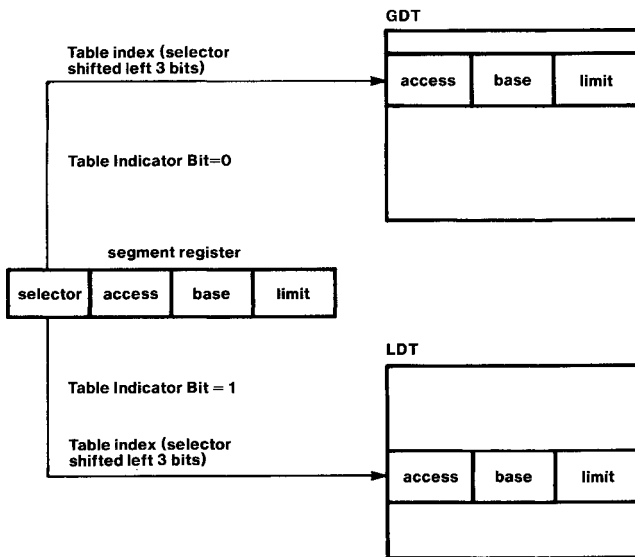 GDT
Table index (selector
shifted left 3 bits)
access base limit
Table Indicator Bit=0
segment register
selector access base limit
LDT
Table Indicator Bit = 1
Table index (selector
shifted left 3 bits)
access base limit